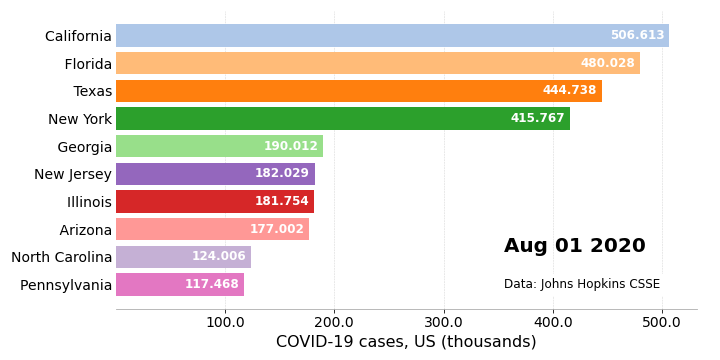 California 506.613
Florida 480.028
Texas 444.738
New York 415.767
Georgia 190.012
New Jersey 182.029
Illinois 181.754
Arizona 177.002
North Carolina 124.006
Pennsylvania 117.468
Aug 01 2020
Data: Johns Hopkins CSSE
100.0 200.0 300.0 400.0 500.0
COVID-19 cases, US (thousands)